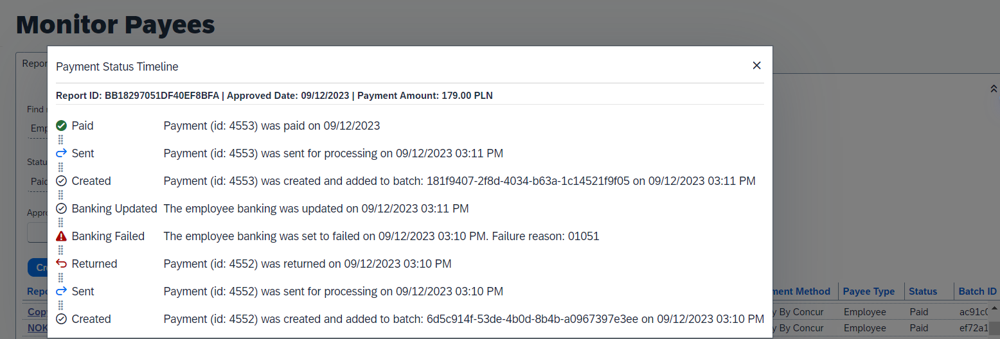 Monitor Payees
Repor
Payment Status Timeline
Report ID: BB18297051DF40EF8BFA | Approved Date: 09/12/2023 | Payment Amount: 179.00 PLN
Find
Emp
Paid Payment (id: 4553) was paid on 09/12/2023
Sent Payment (id: 4553) was sent for processing on 09/12/2023 03:11 PM
Statu
Paid
Created Payment (id: 4553) was created and added to batch: 181f9407-2f8d-4034-b63a-1c14521f9f05 on 09/12/2023 03:11 PM
Banking Updated The employee banking was updated on 09/12/2023 03:11 PM
Appro
Banking Failed The employee banking was set to failed on 09/12/2023 03:10 PM. Failure reason: 01051
Returned Payment (id: 4552) was returned on 09/12/2023 03:10 PM
Cr
Sent Payment (id: 4552) was sent for processing on 09/12/2023 03:10 PM
Repo
ment Method Payee Type Status Batch ID
Created Payment (id: 4552) was created and added to batch: 6d5c914f-53de-4b0d-8b4b-a0967397e3ee on 09/12/2023 03:10 PM
Cop
y By Concur Employee Paid ac91c
NOK
y By Concur Employee Paid ef72a1